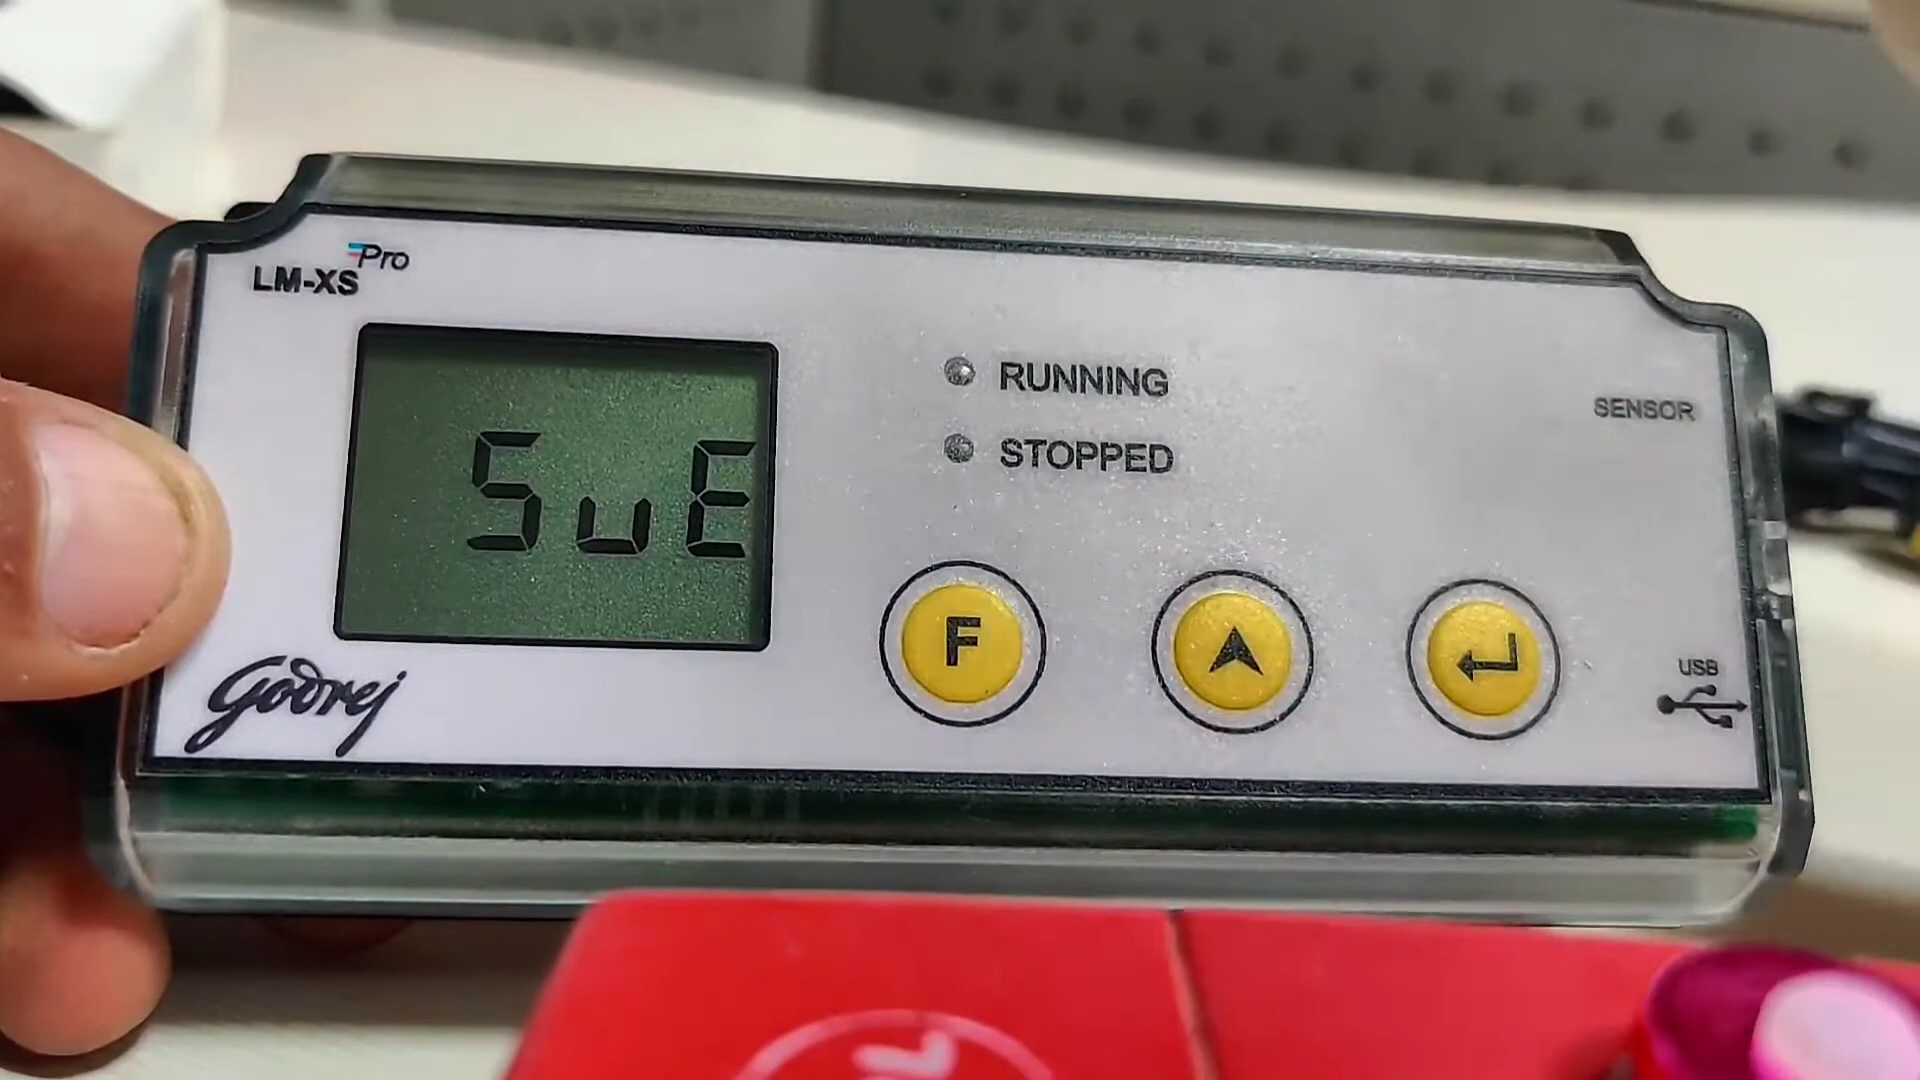 LM-XS Pro
SuE
RUNNING
STOPPED
SENSOR
F
USB
Godrej